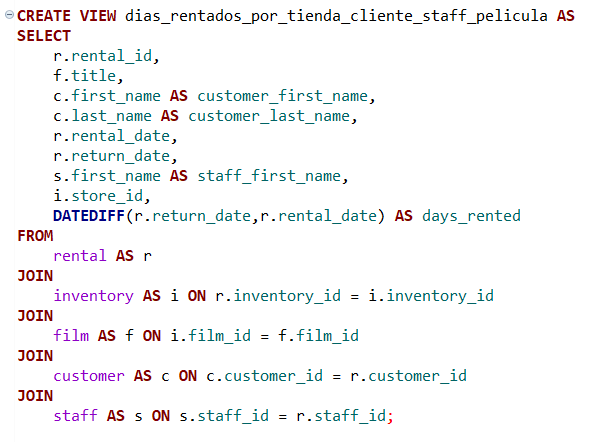 CREATE VIEW dias_rentados_por_tienda_cliente_staff_pelicula AS
SELECT
r.rental_id,
f.title,
c.first_name AS customer_first_name,
c.last_name AS customer_last_name,
r.rental_date,
r.return_date,
s.first_name AS staff_first_name,
i.store_id,
DATEDIFF(r.return_date,r.rental_date) AS days_rented
FROM
rental AS r
JOIN
inventory AS i ON r.inventory_id = i.inventory_id
JOIN
film AS f ON i.film_id = f.film_id
JOIN
customer AS c ON c.customer_id = r.customer_id
JOIN
staff AS s ON s.staff_id = r.staff_id;